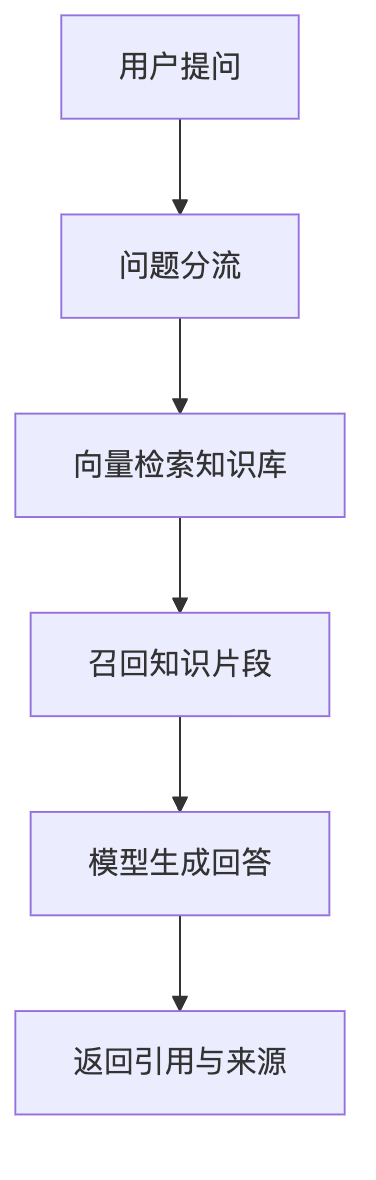 用户提问
问题分流
向量检索知识库
召回知识片段
模型生成回答
返回引用与来源